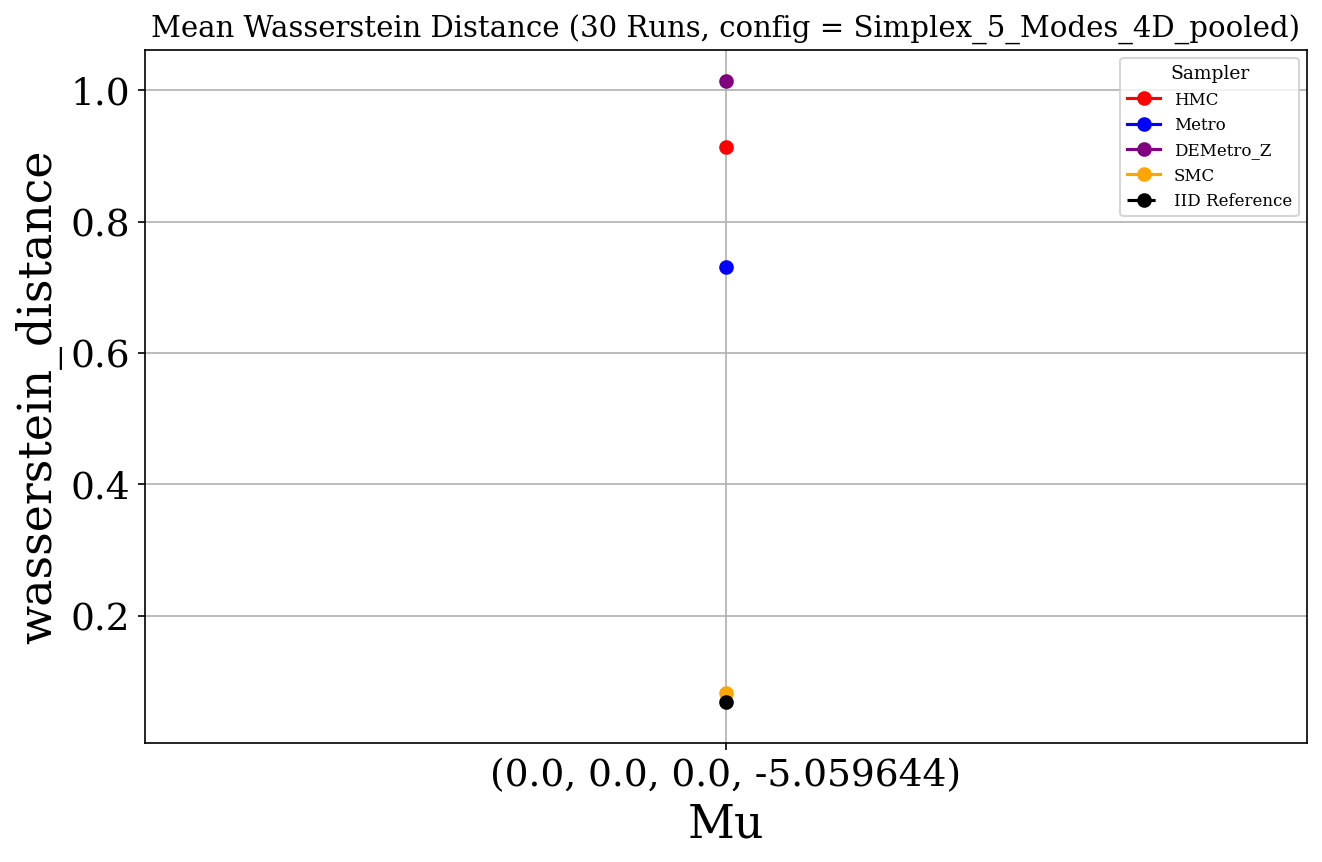 Mean Wasserstein Distance (30 Runs, config = Simplex_5_Modes_4D_pooled)
Sampler
HMC
Metro
DEMetro_Z
SMC
IID Reference
wasserstein_distance
1.0
0.8
0.6
0.4
0.2
(0.0, 0.0, 0.0, -5.059644)
Mu